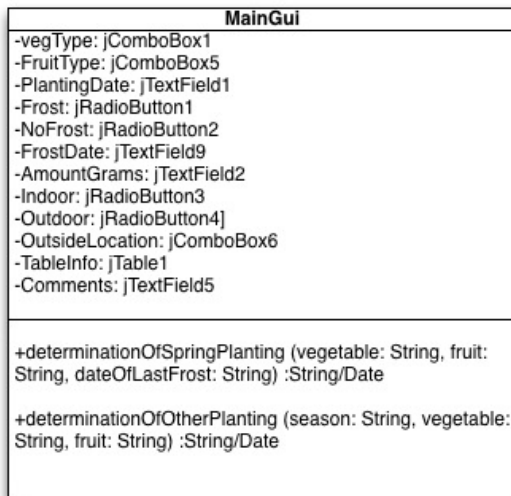 MainGui
-vegType: jComboBox1
-FruitType: jComboBox5
-PlantingDate: jTextField1
-Frost: jRadioButton1
-NoFrost: jRadioButton2
-FrostDate: jTextField9
-AmountGrams: jTextField2
-Indoor: jRadioButton3
-Outdoor: jRadioButton4]
-OutsideLocation: jComboBox6
-TableInfo: jTable1
-Comments: jTextField5
+determinationOfSpringPlanting (vegetable: String, fruit:
String, dateOfLastFrost: String) :String/Date
+determinationOfOtherPlanting (season: String, vegetable:
String, fruit: String) :String/Date